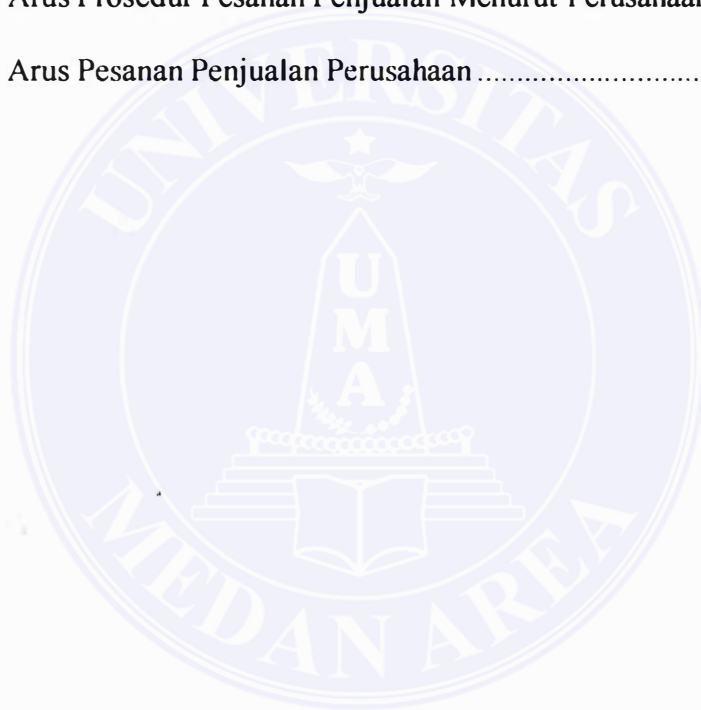 Arus Prosedur Pesanan Penjualan Menurut Perusahaan
Arus Pesanan Penjualan Perusahaan ............................
UNIVERSITAS
U
M
A
MEDAN AREA